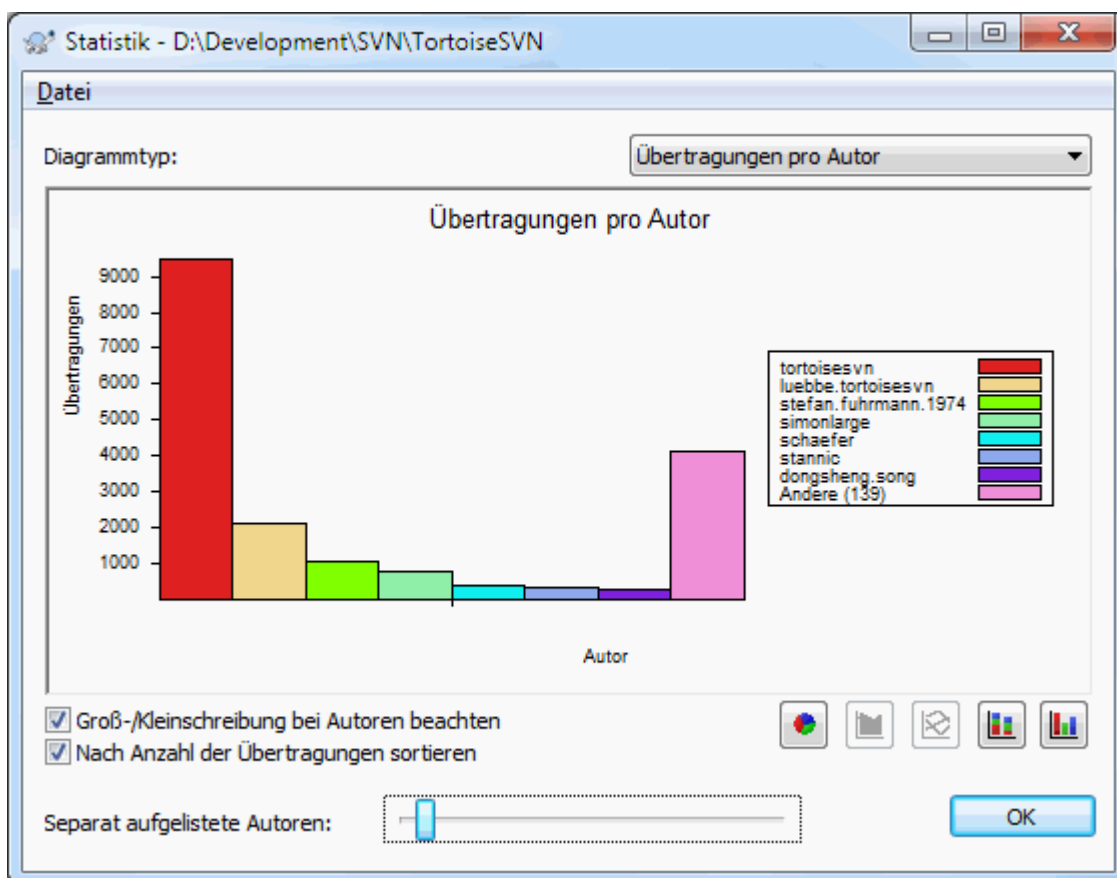 Statistik - D:\Development\SVN\TortoiseSVN
Datei
Diagrammtyp:
Übertragungen pro Autor
Übertragungen pro Autor
Übertragungen
9000
8000
7000
6000
5000
4000
3000
2000
1000
tortoisesvn
luebbe.tortoisesvn
stefan.fuhrmann.1974
simonlarge
schaefer
stannic
dongsheng.song
Andere (139)
Autor
Groß-/Kleinschreibung bei Autoren beachten
Nach Anzahl der Übertragungen sortieren
Separat aufgelistete Autoren:
OK